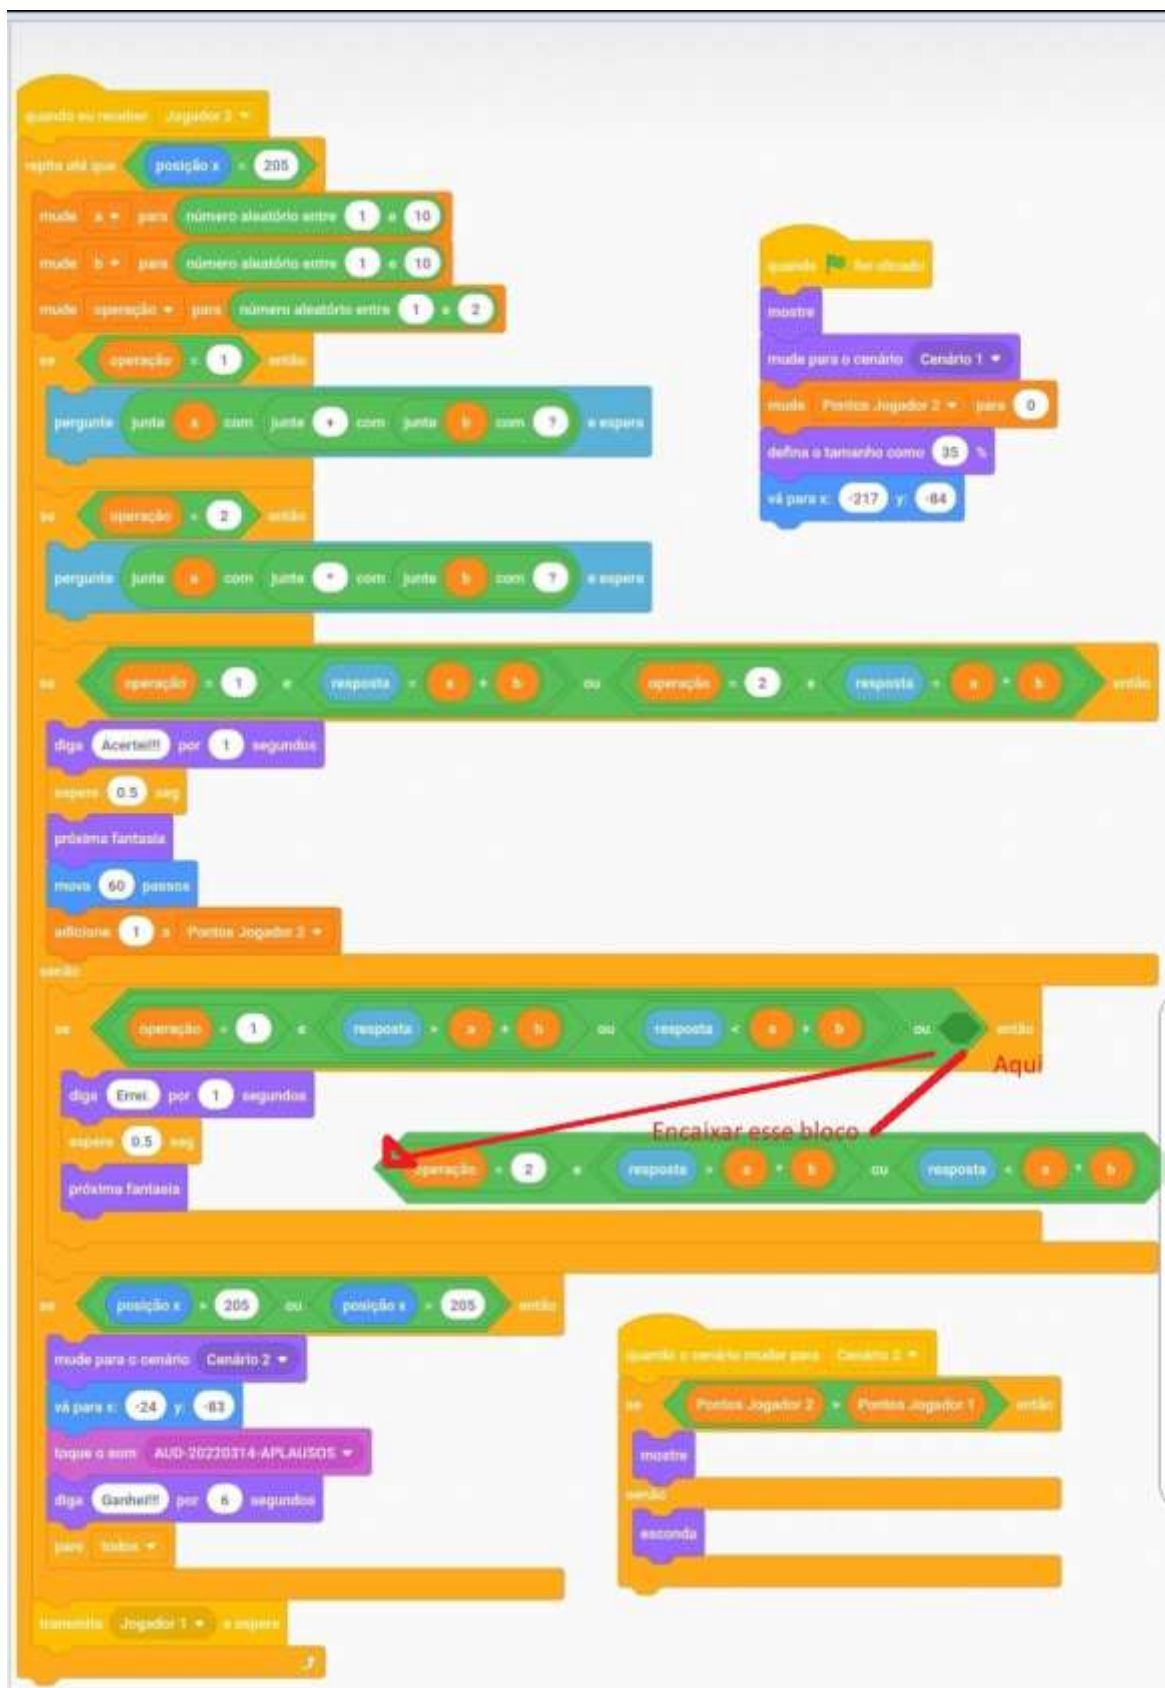 quando eu receber Jogador 2
repita até que posição x = 205
mude a para número aleatório entre 1 e 10
mude b para número aleatório entre 1 e 10
mude operação para número aleatório entre 1 e 2
se operação = 1 então
pergunte junte a com junte + com junte b com ? e espere
se operação = 2 então
pergunte junte a com junte * com junte b com ? e espere
se operação = 1 e resposta = a + b ou operação = 2 e resposta = a * b então
diga Acertei!!! por 1 segundos
espere 0.5 seg
próxima fantasia
mova 60 passos
adicione 1 a Pontos Jogador 2
senão
se operação = 1 e resposta > a + b ou resposta < a + b ou então
Aqui
diga Errei. por 1 segundos
espere 0.5 seg
Encaixar esse bloco
operação = 2 e resposta > a * b ou resposta < a * b
próxima fantasia
se posição x > 205 ou posição x = 205 então
mude para o cenário Cenário 2
vá para x: -24 y: -83
toque o som AUD-20220314-APLAUSOS
diga Ganhei!!! por 6 segundos
pare todos
transmita Jogador 1 e espere
quando for clicado
mostre
mude para o cenário Cenário 1
mude Pontos Jogador 2 para 0
defina o tamanho como 35 %
vá para x: -217 y: -84
quando o cenário mudar para Cenário 2
se Pontos Jogador 2 > Pontos Jogador 1 então
mostre
senão
esconda